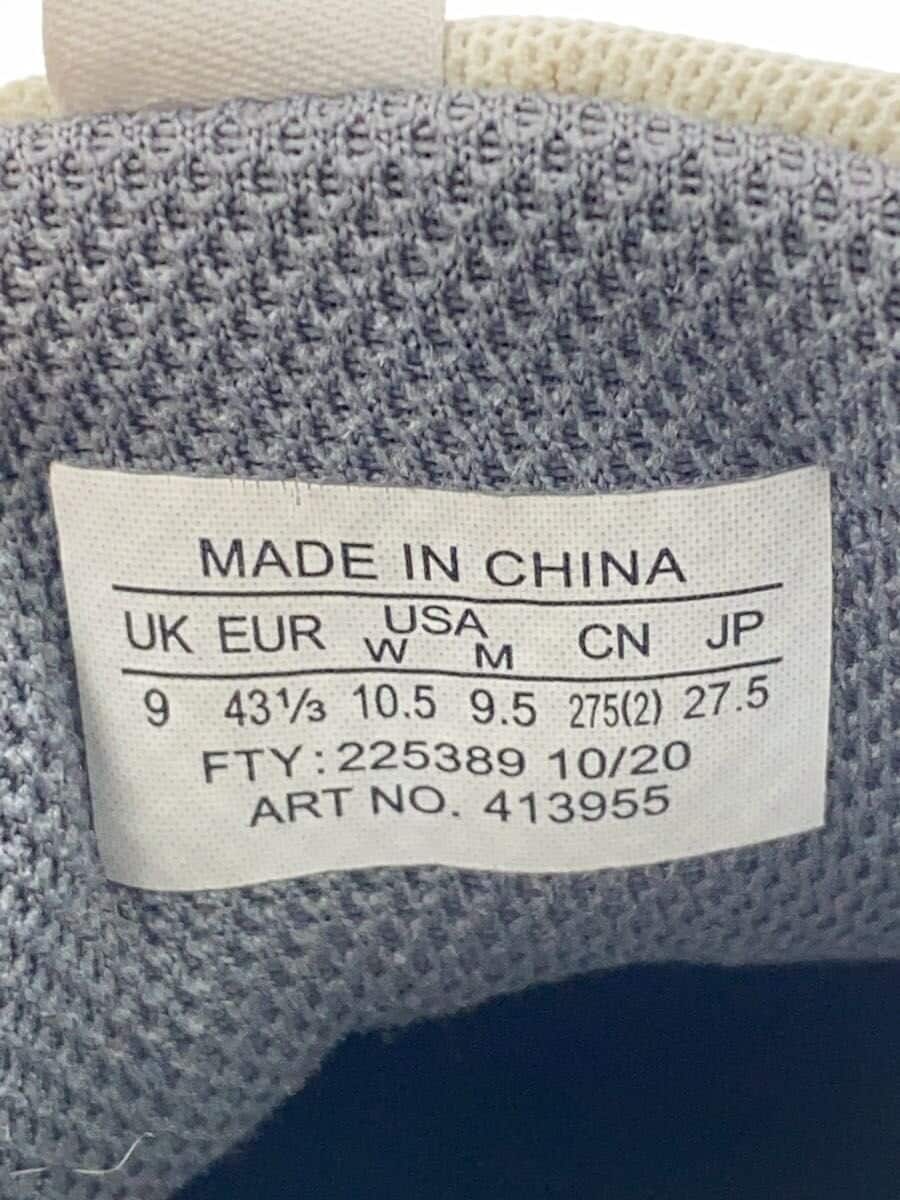 MADE IN CHINA
UK EUR USA W M CN JP
9 43⅓ 10.5 9.5 275(2) 27.5
FTY: 225389 10/20
ART NO. 413955